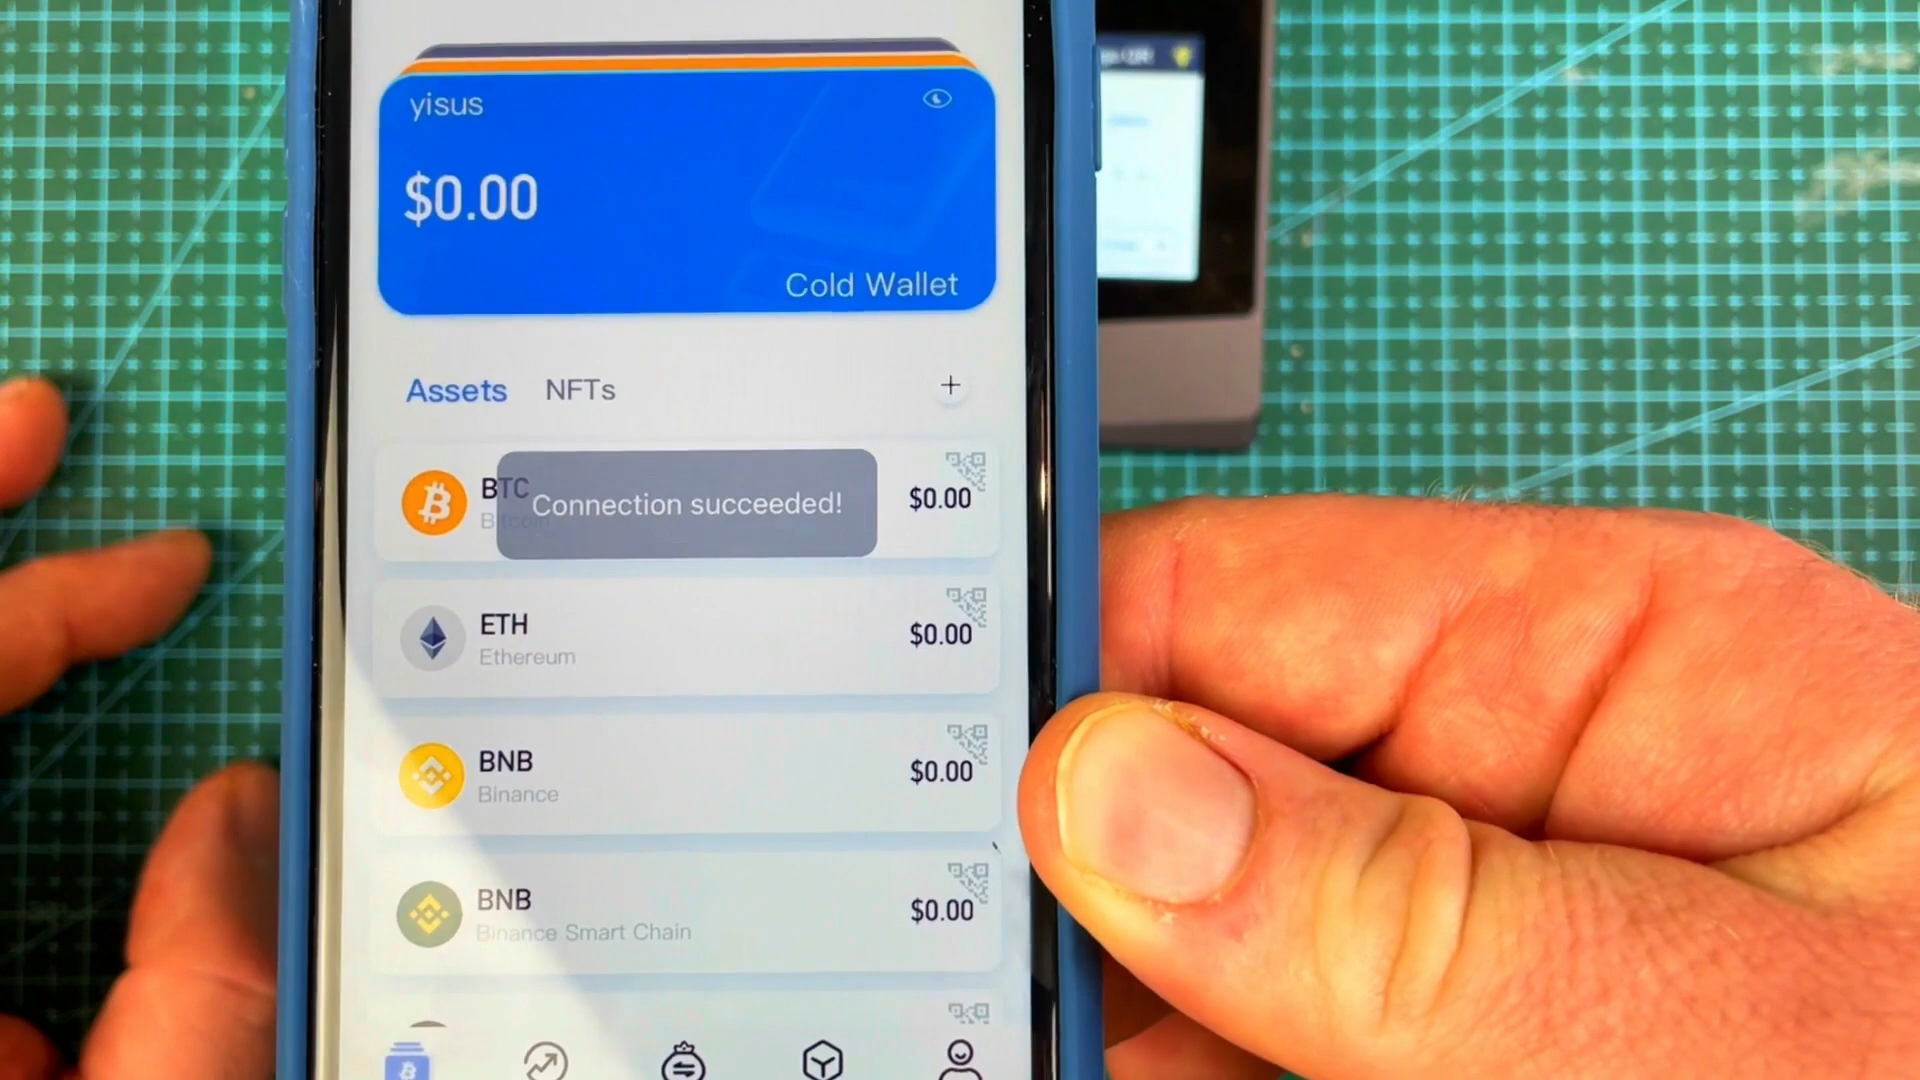 yisus
$0.00
Cold Wallet
Assets NFTs +
BTC
Bitcoin
Connection succeeded!
$0.00
ETH
Ethereum
$0.00
BNB
Binance
$0.00
BNB
Binance Smart Chain
$0.00